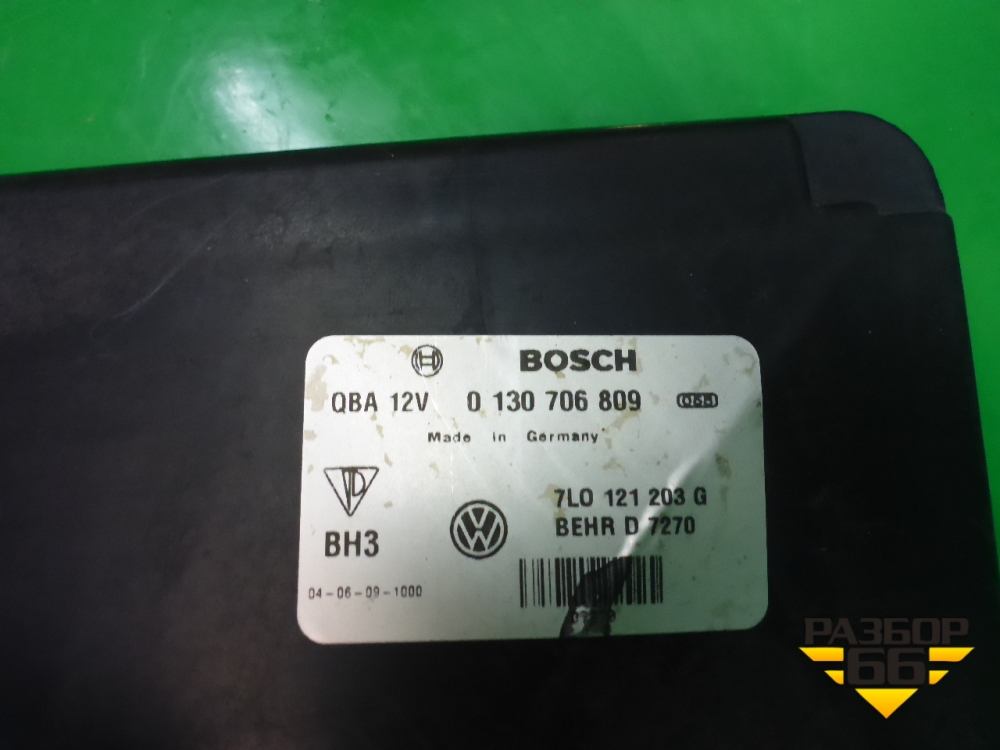 BOSCH
QBA 12V 0 130 706 809
Made in Germany
7L0 121 203 G
BEHR D 7270
BH3
04-06-09-1000
РАЗБОР
66